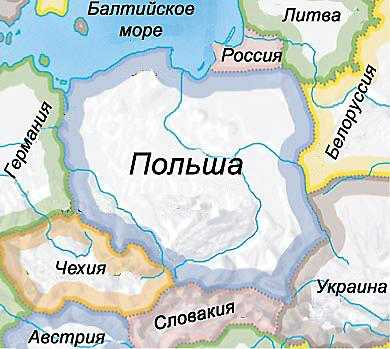 Балтийское
море
Литва
Россия
Белоруссия
Германия
Польша
Чехия
Украина
Словакия
Австрия